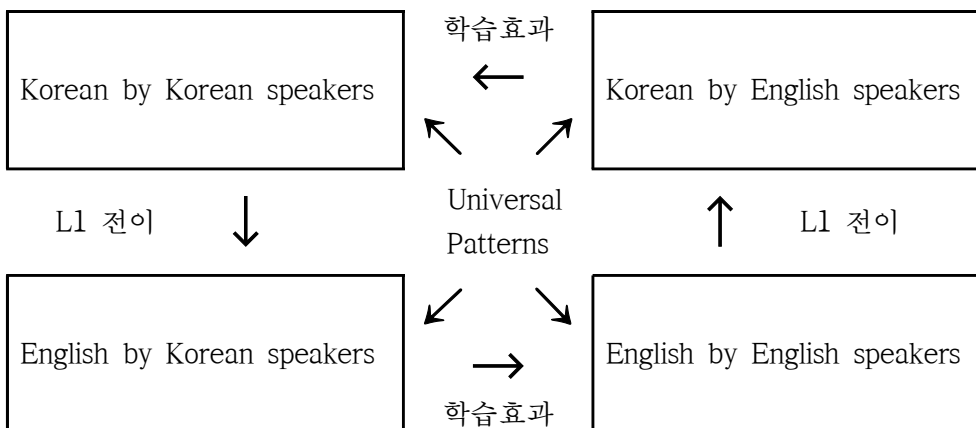 학습효과
Korean by Korean speakers
Korean by English speakers
L1 전이
Universal
Patterns
L1 전이
English by Korean speakers
English by English speakers
학습효과